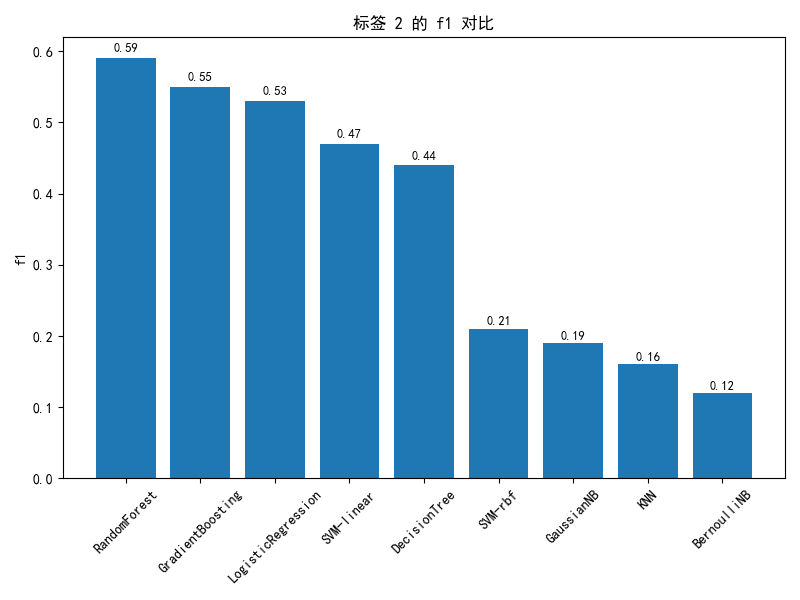 标签 2 的 f1 对比
f1
0.6
0.5
0.4
0.3
0.2
0.1
0.0
0.59
0.55
0.53
0.47
0.44
0.21
0.19
0.16
0.12
RandomForest
GradientBoosting
LogisticRegression
SVM-linear
DecisionTree
SVM-rbf
GaussianNB
KNN
BernoulliNB